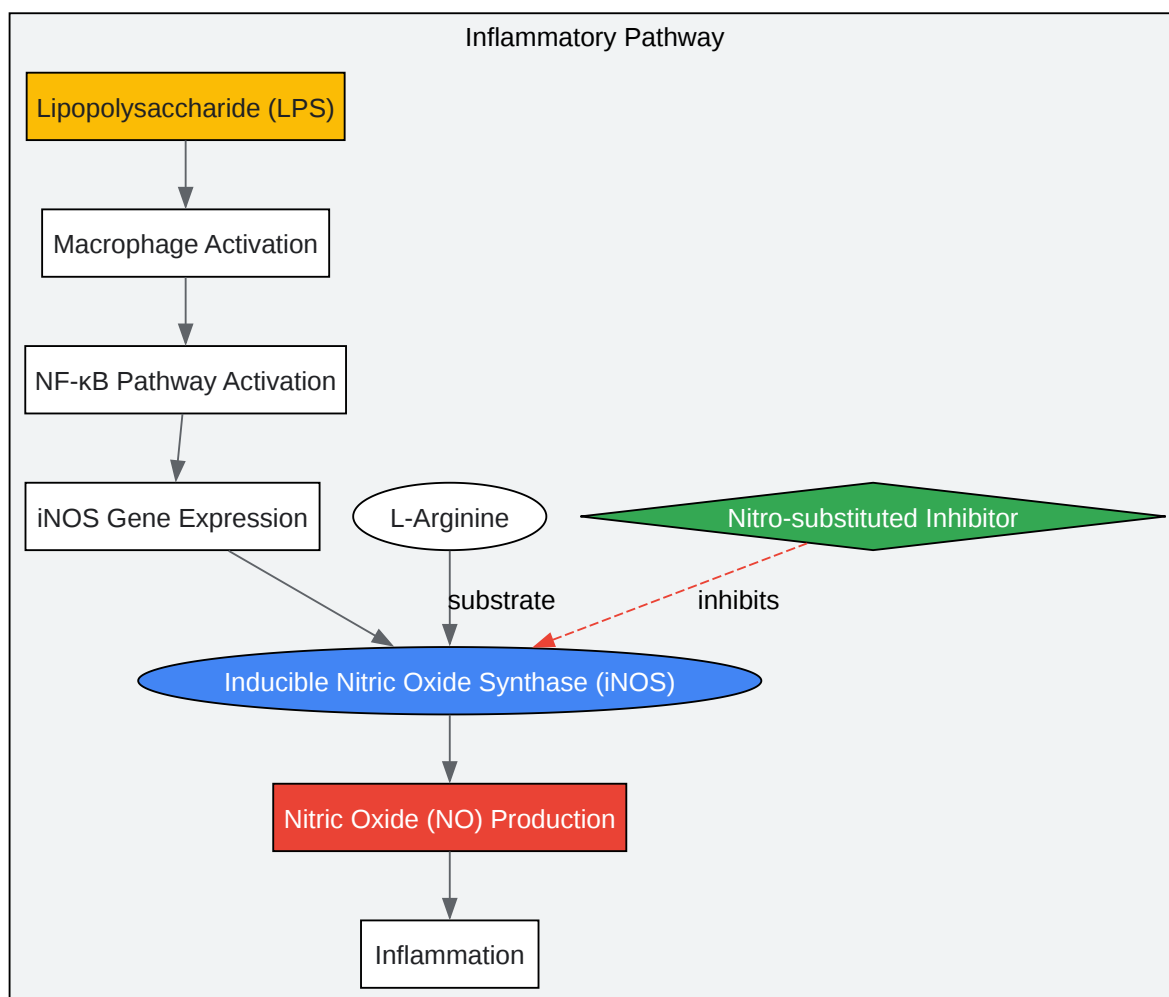 Inflammatory Pathway
Lipopolysaccharide (LPS)
Macrophage Activation
NF-κB Pathway Activation
iNOS Gene Expression
L-Arginine
Nitro-substituted Inhibitor
substrate
inhibits
Inducible Nitric Oxide Synthase (iNOS)
Nitric Oxide (NO) Production
Inflammation